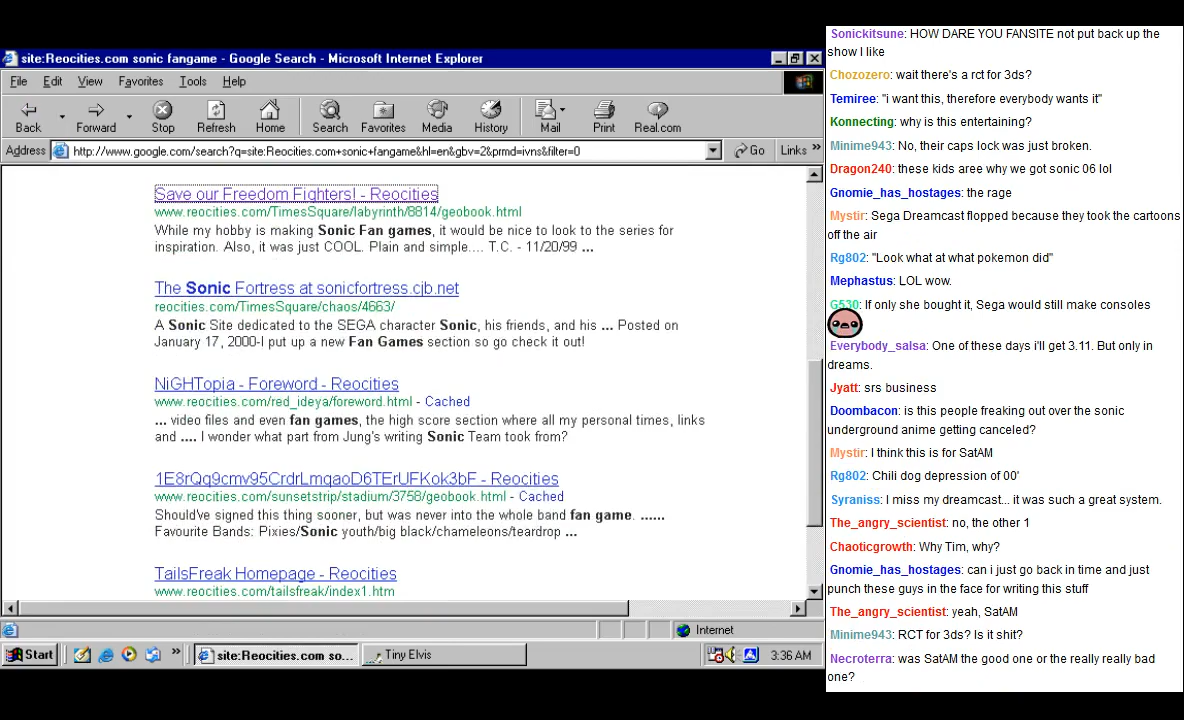 site:Reocities.com sonic fangame - Google Search - Microsoft Internet Explorer
File Edit View Favorites Tools Help
Back Forward Stop Refresh Home Search Favorites Media History Mail Print Real.com
Address http://www.google.com/search?q=site:Reocities.com+sonic+fangame&hl=en&gbv=2&prmd=ivns&filter=0 Go Links »
Save our Freedom Fighters! - Reocities
www.reocities.com/TimesSquare/labyrinth/8814/geobook.html
While my hobby is making Sonic Fan games, it would be nice to look to the series for
inspiration. Also, it was just COOL. Plain and simple.... T.C. - 11/20/99 ...
The Sonic Fortress at sonicfortress.cjb.net
reocities.com/TimesSquare/chaos/4663/
A Sonic Site dedicated to the SEGA character Sonic, his friends, and his ... Posted on
January 17, 2000-I put up a new Fan Games section so go check it out!
NiGHTopia - Foreword - Reocities
www.reocities.com/red_ideya/foreword.html - Cached
... video files and even fan games, the high score section where all my personal times, links
and .... I wonder what part from Jung's writing Sonic Team took from?
1E8rQq9cmv95CrdrLmqaoD6TErUFKok3bF - Reocities
www.reocities.com/sunsetstrip/stadium/3758/geobook.html - Cached
Should've signed this thing sooner, but was never into the whole band fan game. ......
Favourite Bands: Pixies/Sonic youth/big black/chameleons/teardrop ...
TailsFreak Homepage - Reocities
www.reocities.com/tailsfreak/index1.htm
Internet
Start » site:Reocities.com so... Tiny Elvis 3:36 AM
Sonickitsune: HOW DARE YOU FANSITE not put back up the
show I like
Chozozero: wait there's a rct for 3ds?
Temiree: "i want this, therefore everybody wants it"
Konnecting: why is this entertaining?
Minime943: No, their caps lock was just broken.
Dragon240: these kids aree why we got sonic 06 lol
Gnomie_has_hostages: the rage
Mystir: Sega Dreamcast flopped because they took the cartoons
off the air
Rg802: "Look what at what pokemon did"
Mephastus: LOL wow.
G530: If only she bought it, Sega would still make consoles
Everybody_salsa: One of these days i'll get 3.11. But only in
dreams.
Jyatt: srs business
Doombacon: is this people freaking out over the sonic
underground anime getting canceled?
Mystir: I think this is for SatAM
Rg802: Chili dog depression of 00'
Syraniss: I miss my dreamcast... it was such a great system.
The_angry_scientist: no, the other 1
Chaoticgrowth: Why Tim, why?
Gnomie_has_hostages: can i just go back in time and just
punch these guys in the face for writing this stuff
The_angry_scientist: yeah, SatAM
Minime943: RCT for 3ds? Is it shit?
Necroterra: was SatAM the good one or the really really bad
one?